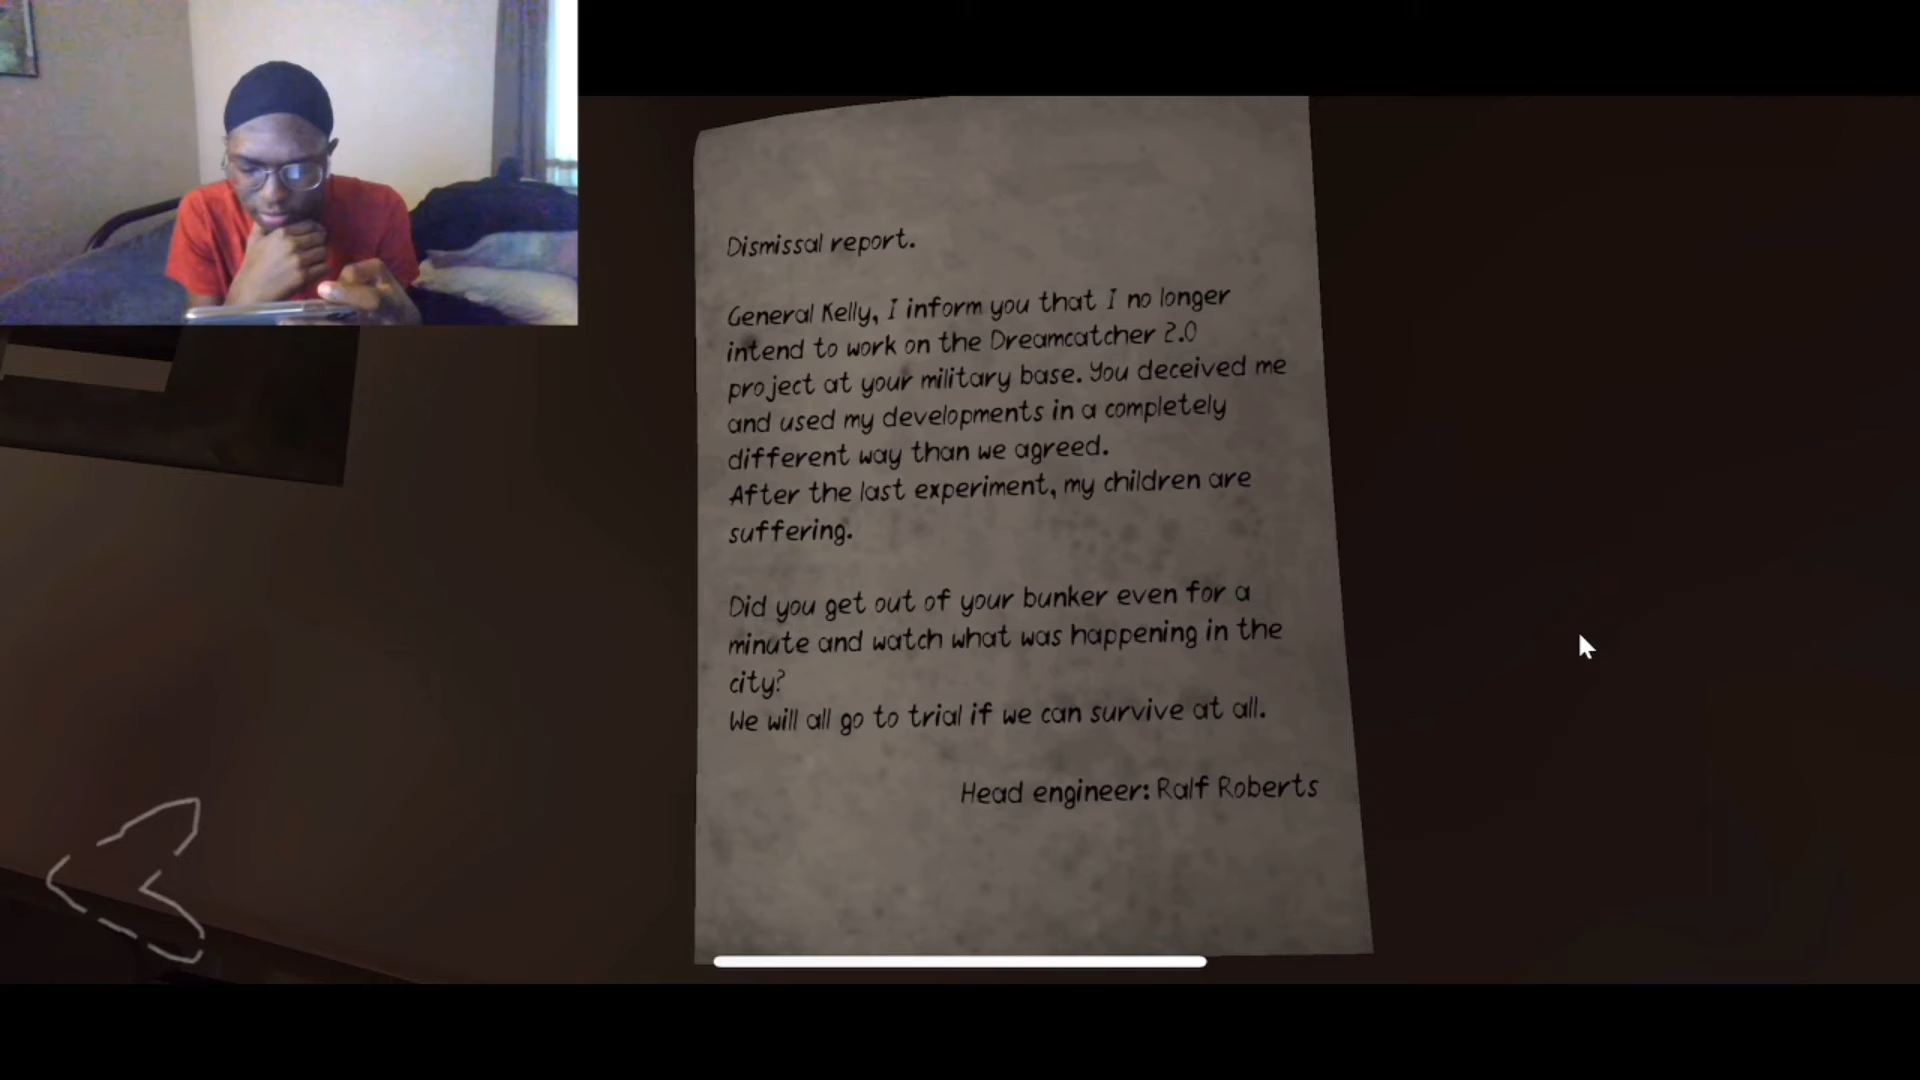 Dismissal report.
General Kelly, I inform you that I no longer
intend to work on the Dreamcatcher 2.0
project at your military base. You deceived me
and used my developments in a completely
different way than we agreed.
After the last experiment, my children are
suffering.
Did you get out of your bunker even for a
minute and watch what was happening in the
city?
We will all go to trial if we can survive at all.
Head engineer: Ralf Roberts